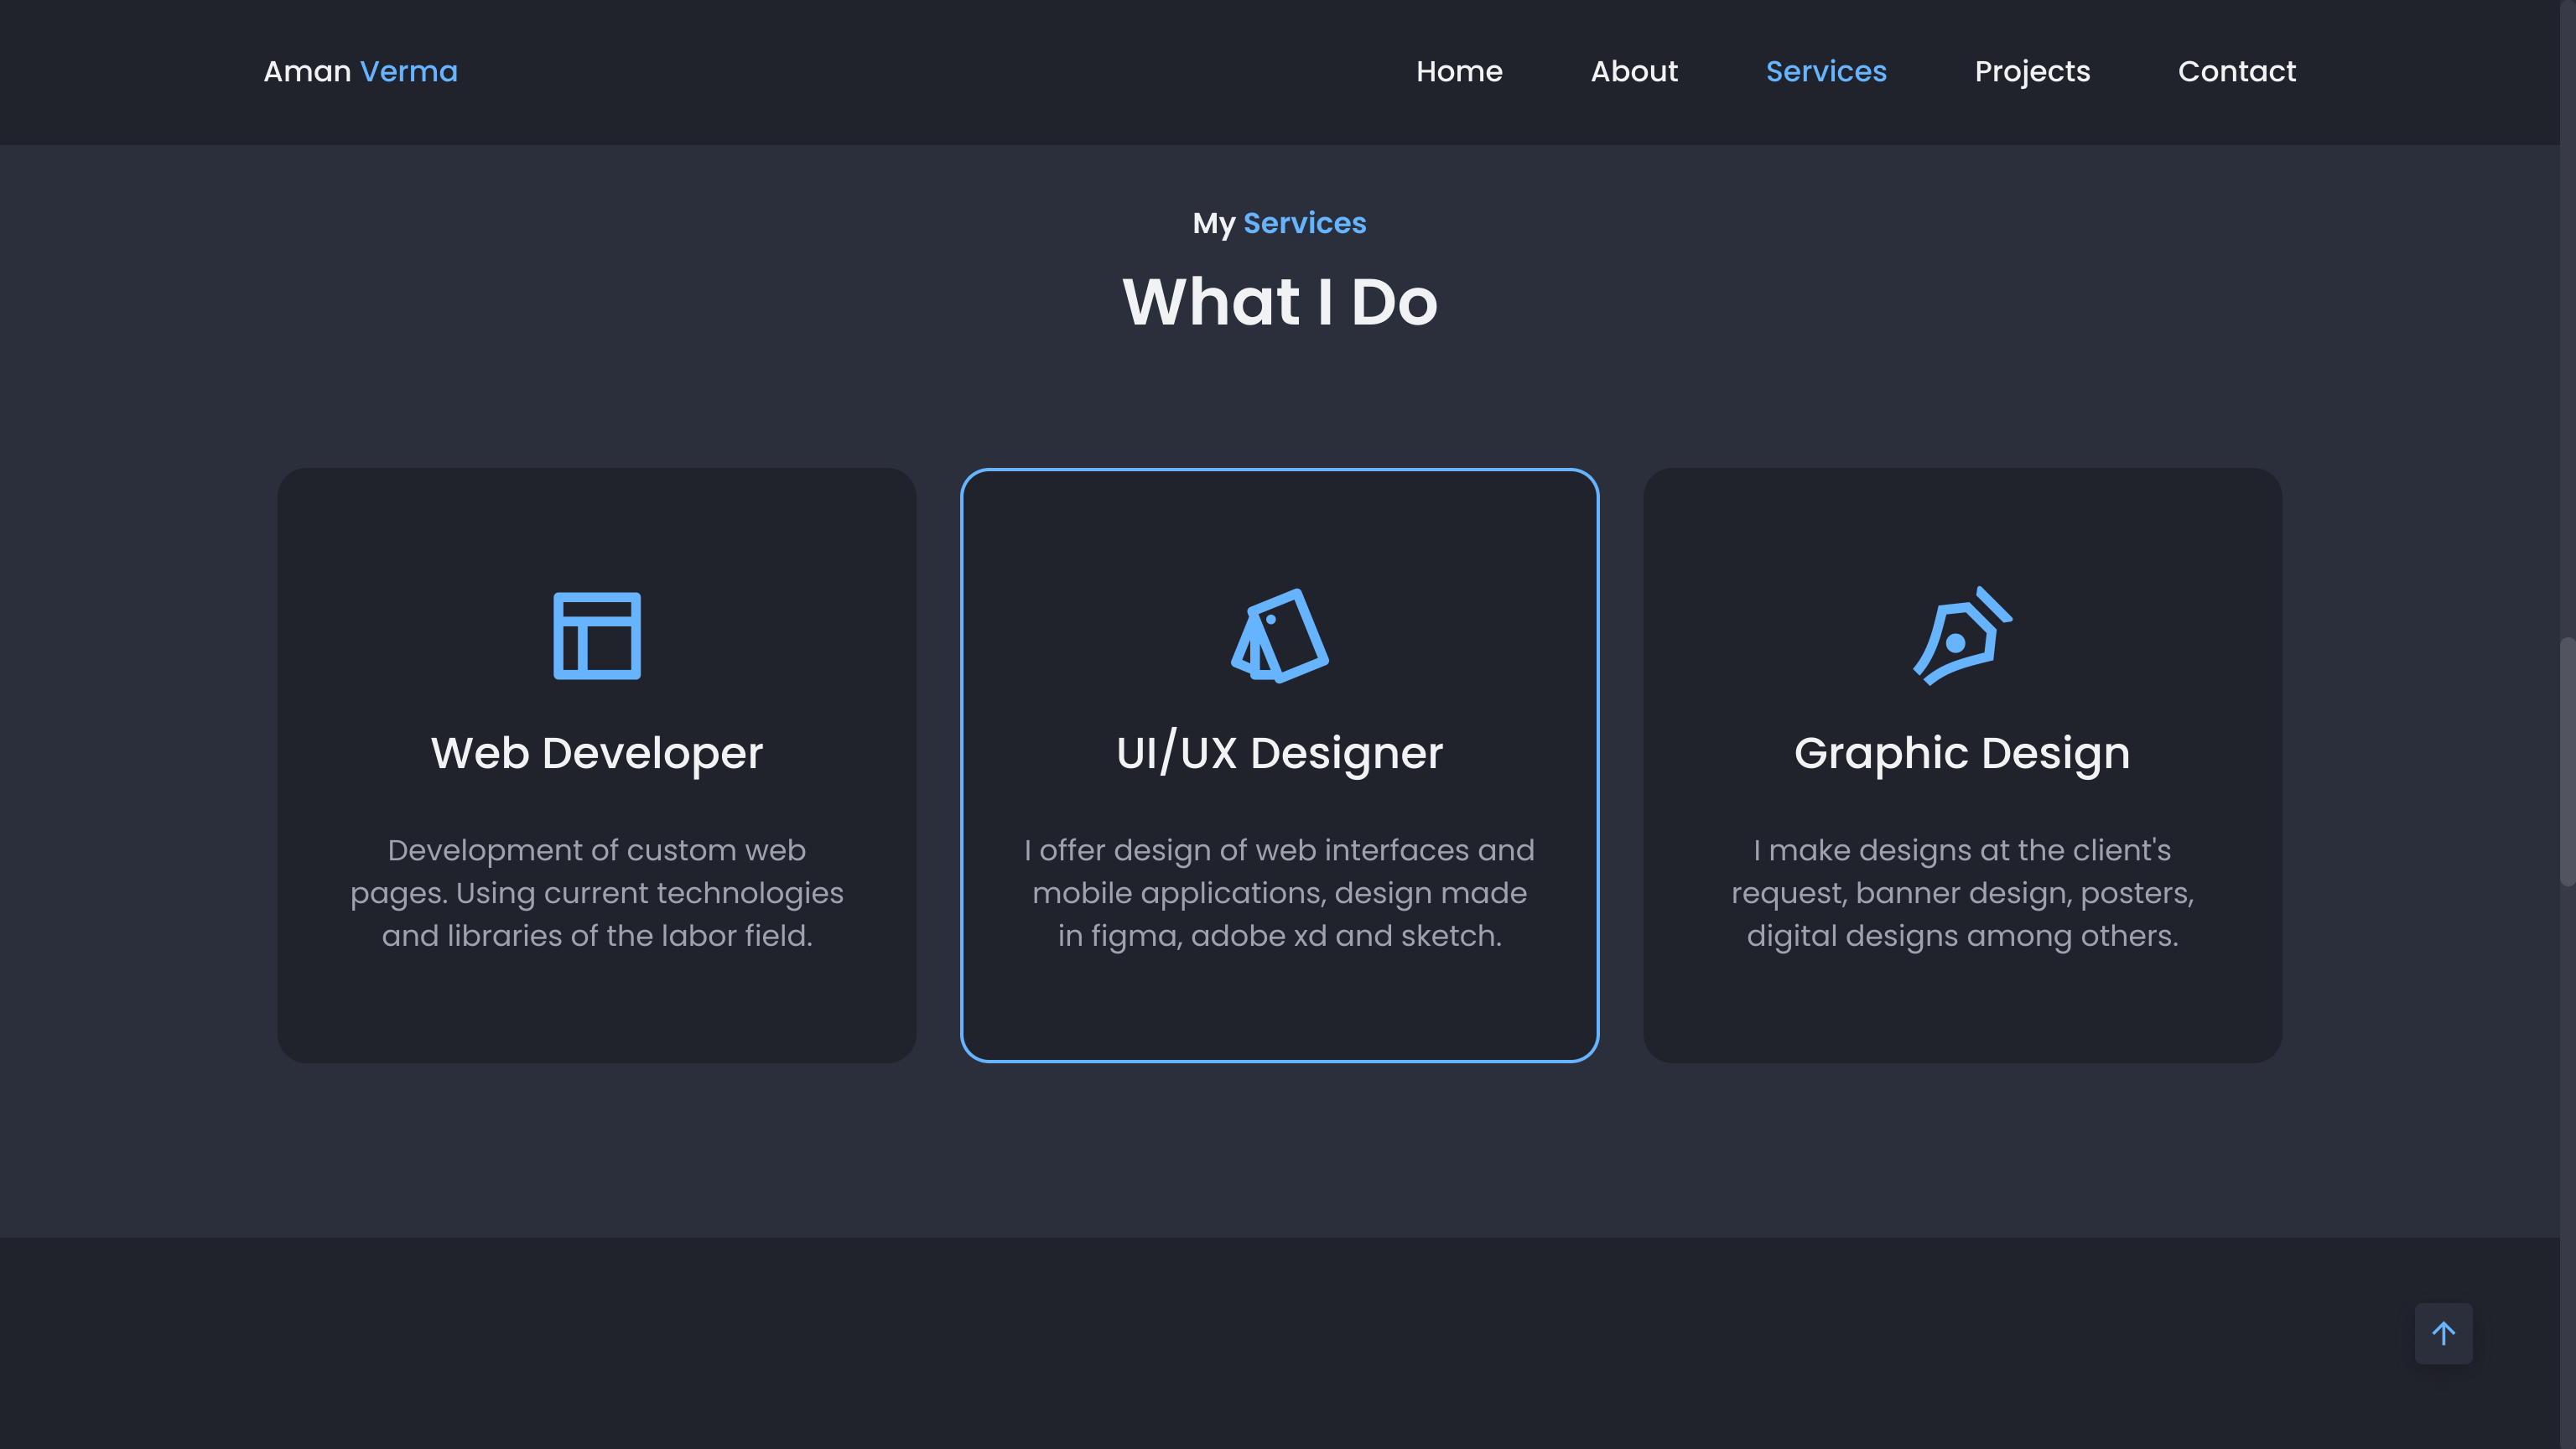 Aman Verma
Home
About
Services
Projects
Contact
My Services
What I Do
Web Developer
Development of custom web
pages. Using current technologies
and libraries of the labor field.
UI/UX Designer
I offer design of web interfaces and
mobile applications, design made
in figma, adobe xd and sketch.
Graphic Design
I make designs at the client's
request, banner design, posters,
digital designs among others.